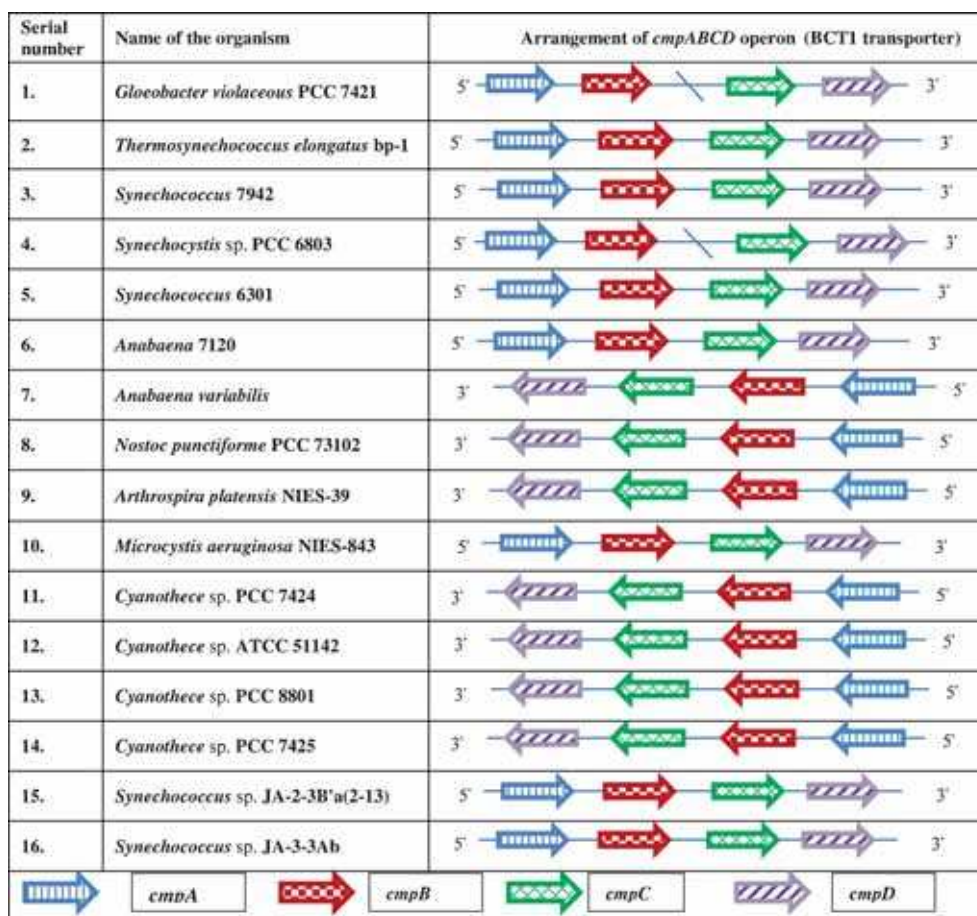 Serial number
Name of the organism
Arrangement of cmpABCD operon (BCT1 transporter)
1. Gloeobacter violaceous PCC 7421 5' 3'
2. Thermosynechococcus elongatus bp-1 5' 3'
3. Synechococcus 7942 5' 3'
4. Synechocystis sp. PCC 6803 5' 3'
5. Synechococcus 6301 5' 3'
6. Anabaena 7120 5' 3'
7. Anabaena variabilis 3' 5'
8. Nostoc punctiforme PCC 73102 3' 5'
9. Arthrospira platensis NIES-39 3' 5'
10. Microcystis aeruginosa NIES-843 5' 3'
11. Cyanothece sp. PCC 7424 3' 5'
12. Cyanothece sp. ATCC 51142 3' 5'
13. Cyanothece sp. PCC 8801 3' 5'
14. Cyanothece sp. PCC 7425 3' 5'
15. Synechococcus sp. JA-2-3B'a(2-13) 5' 3'
16. Synechococcus sp. JA-3-3Ab 5' 3'
cmpA cmpB cmpC cmpD